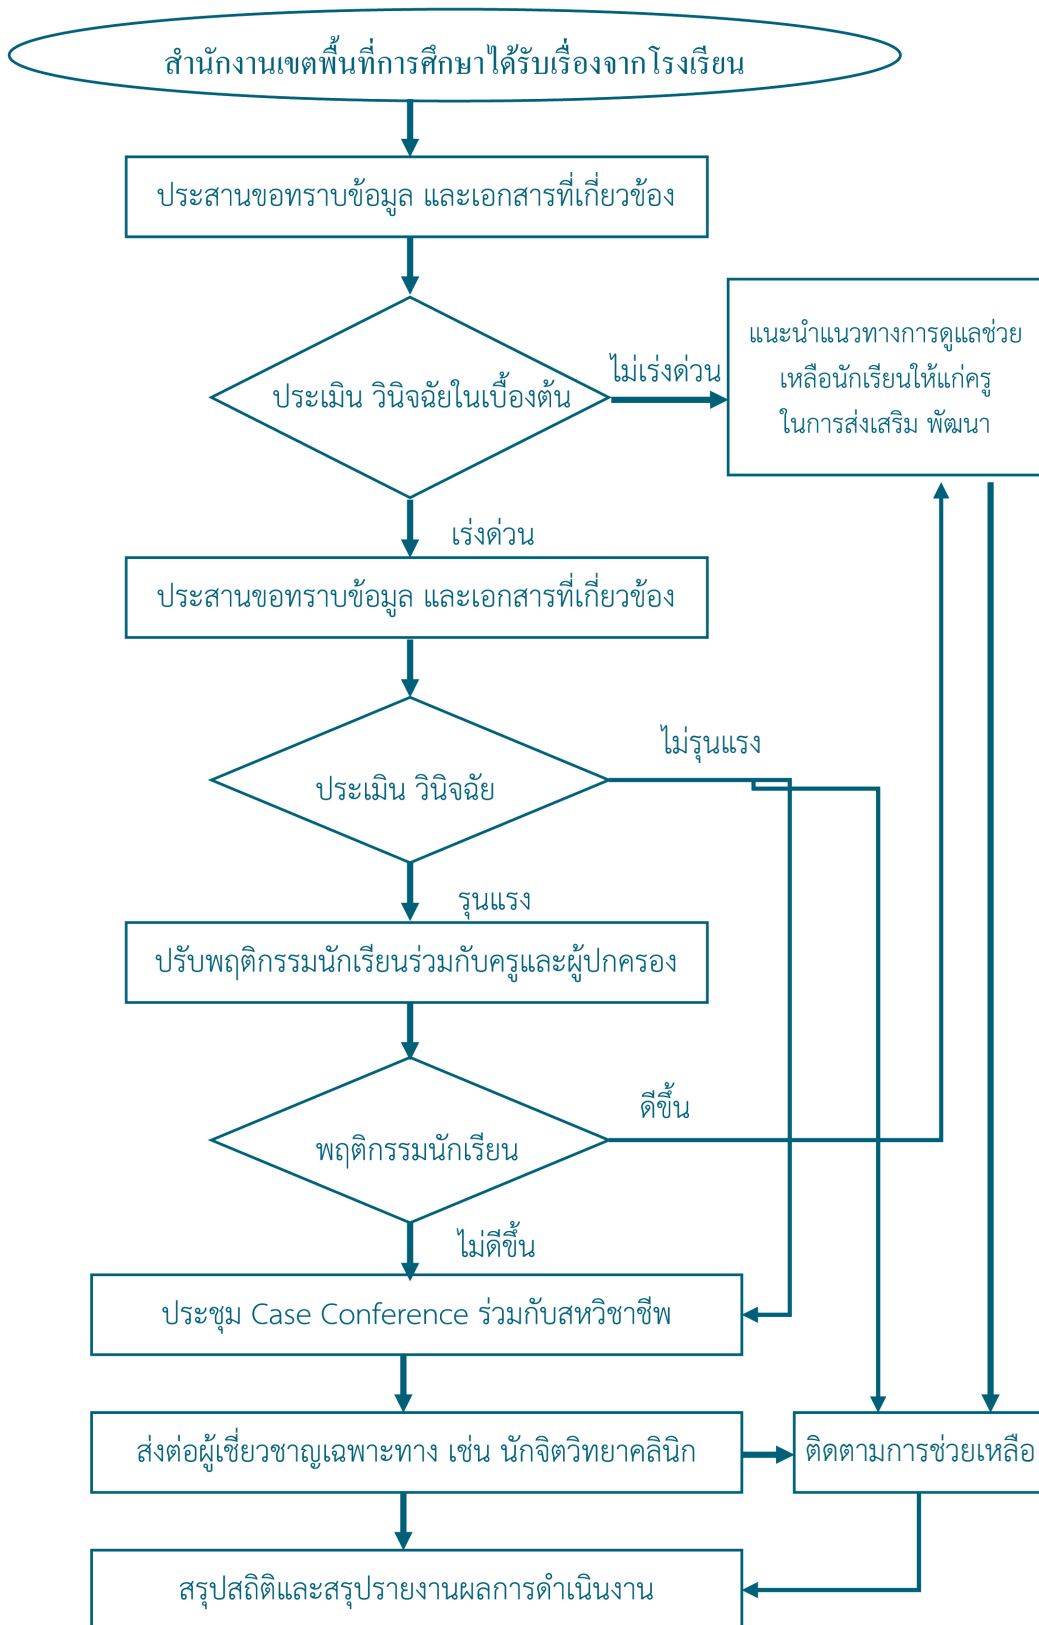 สำนักงานเขตพื้นที่การศึกษาได้รับเรื่องจากโรงเรียน
ประสานขอทราบข้อมูล และเอกสารที่เกี่ยวข้อง
แนะนำแนวทางการดูแลช่วย
เหลือนักเรียนให้แก่ครู
ในการส่งเสริม พัฒนา
ไม่เร่งด่วน
ประเมิน วินิจฉัยในเบื้องต้น
เร่งด่วน
ประสานขอทราบข้อมูล และเอกสารที่เกี่ยวข้อง
ไม่รุนแรง
ประเมิน วินิจฉัย
รุนแรง
ปรับพฤติกรรมนักเรียนร่วมกับครูและผู้ปกครอง
ดีขึ้น
พฤติกรรมนักเรียน
ไม่ดีขึ้น
ประชุม Case Conference ร่วมกับสหวิชาชีพ
ส่งต่อผู้เชี่ยวชาญเฉพาะทาง เช่น นักจิตวิทยาคลินิก
ติดตามการช่วยเหลือ
สรุปสถิติและสรุปรายงานผลการดำเนินงาน